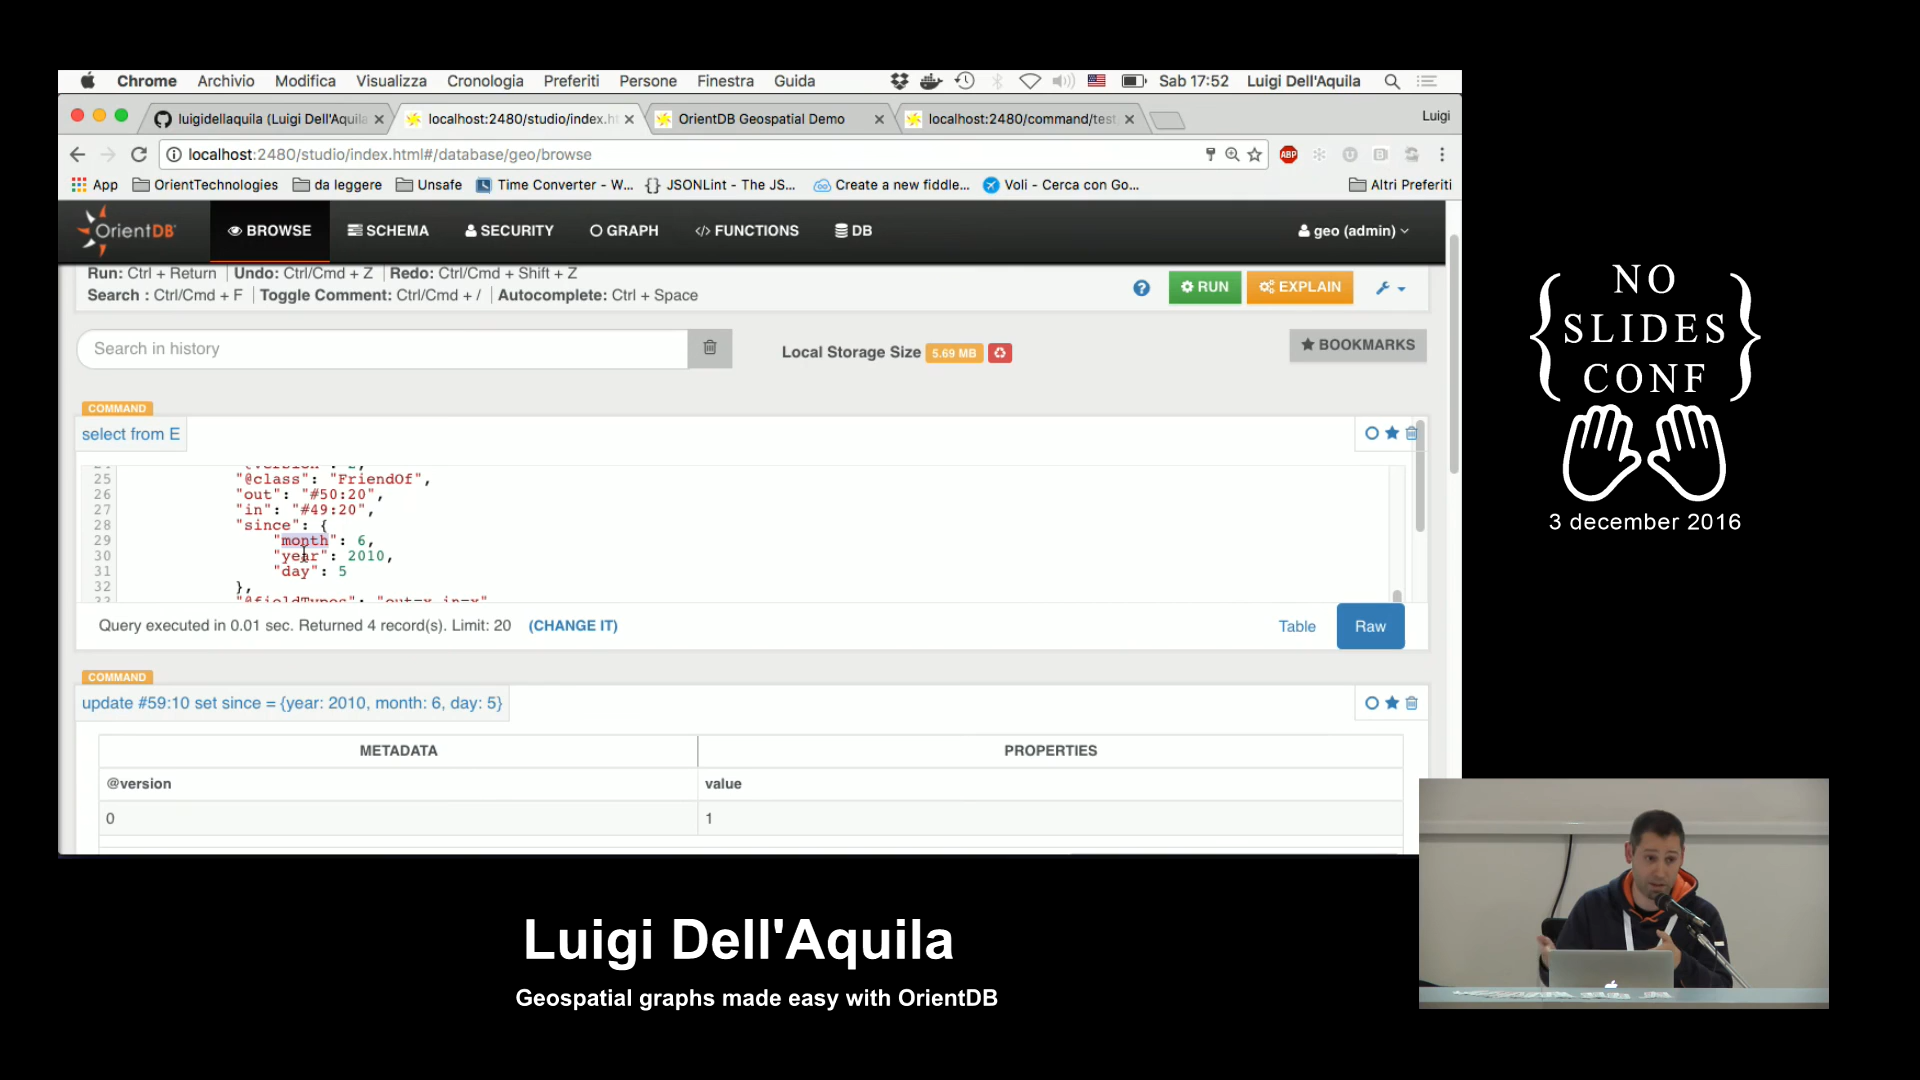 Chrome Archivio Modifica Visualizza Cronologia Preferiti Persone Finestra Guida Sab 17:52 Luigi Dell'Aquila
luigidellaquila (Luigi Dell'Aquila localhost:2480/studio/index.h OrientDB Geospatial Demo localhost:2480/command/test Luigi
localhost:2480/studio/index.html#/database/geo/browse ABP
App OrientTechnologies da leggere Unsafe Time Converter - W... {} JSONLint - The JS... Create a new fiddle... Voli - Cerca con Go... Altri Preferiti
OrientDB BROWSE SCHEMA SECURITY GRAPH </> FUNCTIONS DB geo (admin)
Run: Ctrl + Return Undo: Ctrl/Cmd + Z Redo: Ctrl/Cmd + Shift + Z
Search : Ctrl/Cmd + F Toggle Comment: Ctrl/Cmd + / Autocomplete: Ctrl + Space
? RUN EXPLAIN
Search in history Local Storage Size 5.69 MB BOOKMARKS
COMMAND
select from E
25 "@class": "FriendOf",
26 "out": "#50:20",
27 "in": "#49:20",
28 "since": {
29 "month": 6,
30 "year": 2010,
31 "day": 5
32 },
"@fieldTypes": "out=x,in=x"
Query executed in 0.01 sec. Returned 4 record(s). Limit: 20 (CHANGE IT) Table Raw
COMMAND
update #59:10 set since = {year: 2010, month: 6, day: 5}
METADATA PROPERTIES
@version value
0 1
{ NO SLIDES CONF }
3 december 2016
Luigi Dell'Aquila
Geospatial graphs made easy with OrientDB